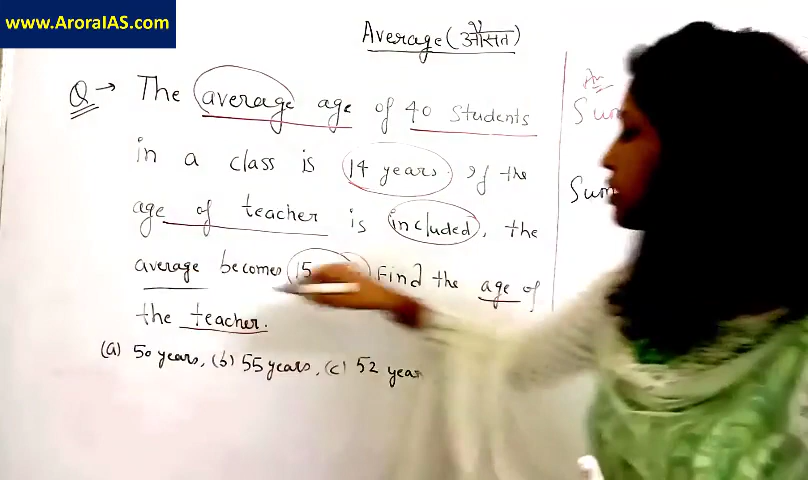 www.AroraIAS.com
Average (औसत)
Q → The average age of 40 students
in a class is 14 years. If the
age of teacher is included, the
average becomes 15 Find the age of
the teacher.
(a) 50 years, (b) 55 years, (c) 52 year
An
Sum
Sum